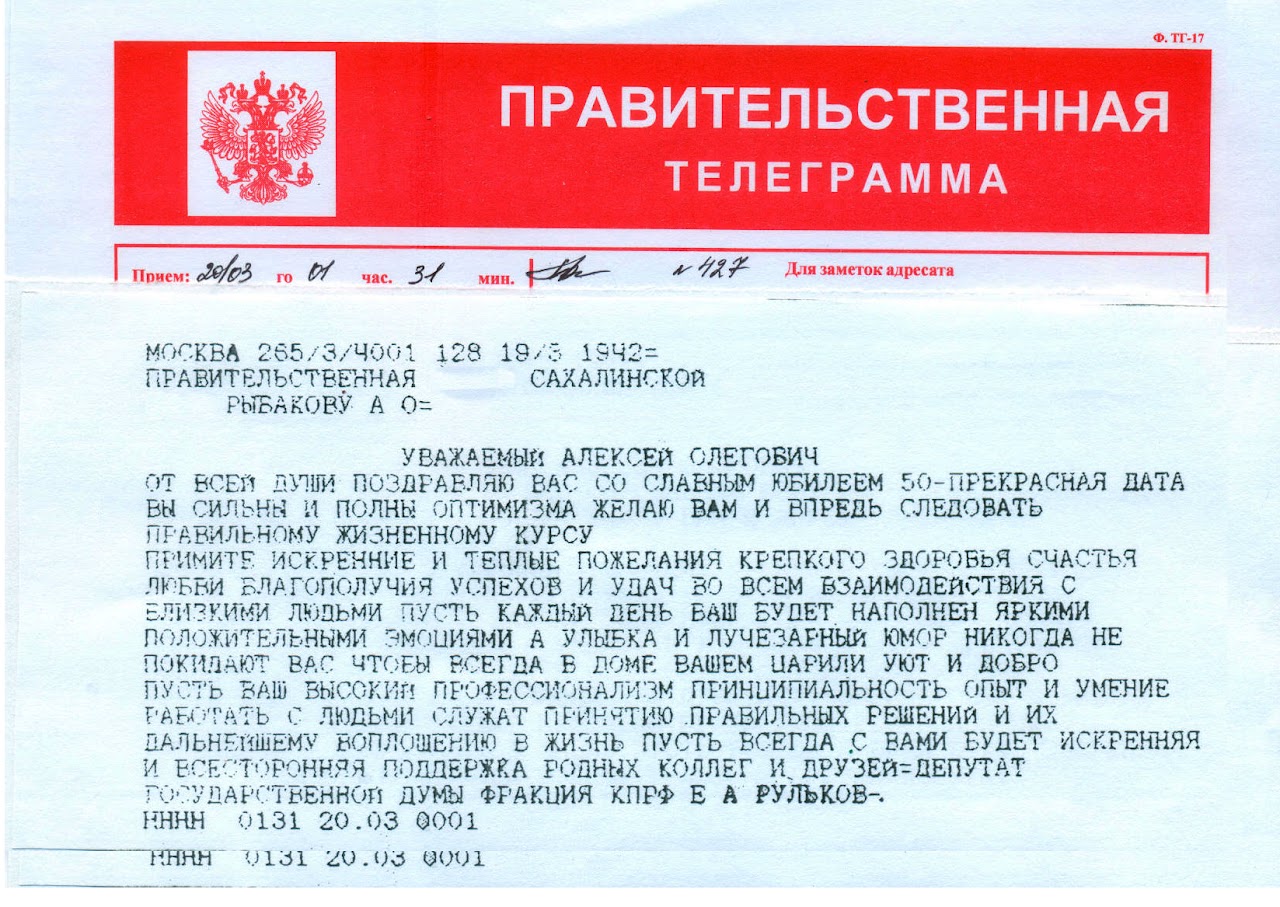 Ф. ТГ-17
ПРАВИТЕЛЬСТВЕННАЯ
ТЕЛЕГРАММА
Прием: 20/03 го 01 час. 31 мин. N 427 Для заметок адресата
МОСКВА 265/3/4001 128 19/3 1942=
ПРАВИТЕЛЬСТВЕННАЯ САХАЛИНСКОЙ
РЫБАКОВУ А О=
УВАЖАЕМЫЙ АЛЕКСЕЙ ОЛЕГОВИЧ
ОТ ВСЕЙ ДУШИ ПОЗДРАВЛЯЮ ВАС СО СЛАВНЫМ ЮБИЛЕЕМ 50-ПРЕКРАСНАЯ ДАТА
ВЫ СИЛЬНЫ И ПОЛНЫ ОПТИМИЗМА ЖЕЛАЮ ВАМ И ВПРЕДЬ СЛЕДОВАТЬ
ПРАВИЛЬНОМУ ЖИЗНЕННОМУ КУРСУ
ПРИМИТЕ ИСКРЕННИЕ И ТЕПЛЫЕ ПОЖЕЛАНИЯ КРЕПКОГО ЗДОРОВЬЯ СЧАСТЬЯ
ЛЮБВИ БЛАГОПОЛУЧИЯ УСПЕХОВ И УДАЧ ВО ВСЕМ ВЗАИМОДЕЙСТВИЯ С
БЛИЗКИМИ ЛЮДЬМИ ПУСТЬ КАЖДЫЙ ДЕНЬ ВАШ БУДЕТ НАПОЛНЕН ЯРКИМИ
ПОЛОЖИТЕЛЬНЫМИ ЭМОЦИЯМИ А УЛЫБКА И ЛУЧЕЗАРНЫЙ ЮМОР НИКОГДА НЕ
ПОКИДАЮТ ВАС ЧТОБЫ ВСЕГДА В ДОМЕ ВАШЕМ ЦАРИЛИ УЮТ И ДОБРО
ПУСТЬ ВАШ ВЫСОКИЙ ПРОФЕССИОНАЛИЗМ ПРИНЦИПИАЛЬНОСТЬ ОПЫТ И УМЕНИЕ
РАБОТАТЬ С ЛЮДЬМИ СЛУЖАТ ПРИНЯТИЮ ПРАВИЛЬНЫХ РЕШЕНИЙ И ИХ
ДАЛЬНЕЙШЕМУ ВОПЛОЩЕНИЮ В ЖИЗНЬ ПУСТЬ ВСЕГДА С ВАМИ БУДЕТ ИСКРЕННЯЯ
И ВСЕСТОРОННЯЯ ПОДДЕРЖКА РОДНЫХ КОЛЛЕГ И ДРУЗЕЙ=ДЕПУТАТ
ГОСУДАРСТВЕННОЙ ДУМЫ ФРАКЦИЯ КПРФ Е А РУЛЬКОВ-.
НННН 0131 20.03 0001
НННН 0131 20.03 0001